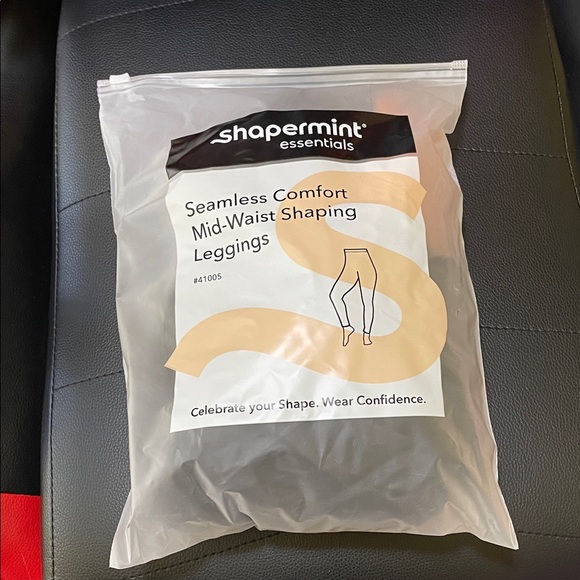 shapermint®
essentials
Seamless Comfort
Mid-Waist Shaping
Leggings
#41005
Celebrate your Shape. Wear Confidence.